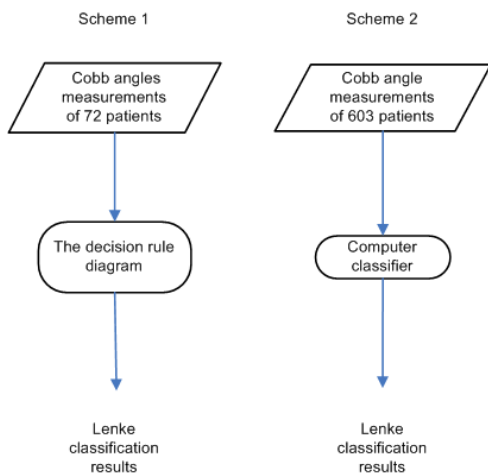 Scheme 1
Cobb angles
measurements
of 72 patients
The decision rule
diagram
Lenke
classification
results
Scheme 2
Cobb angle
measurements
of 603 patients
Computer
classifier
Lenke
classification
results